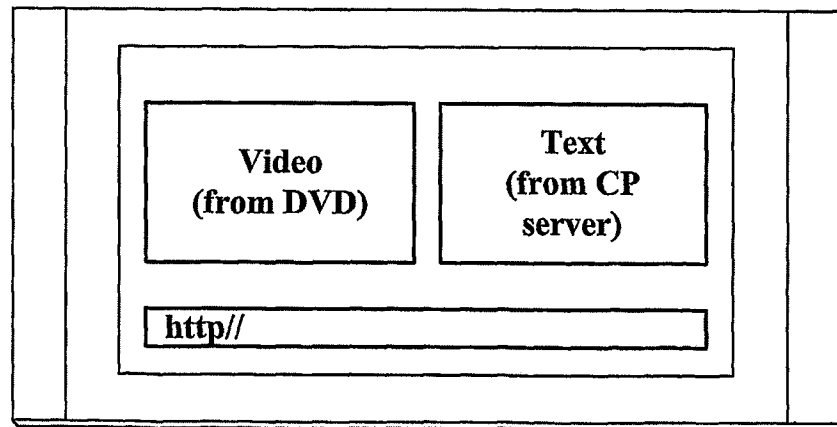 Video
(from DVD)
Text
(from CP
server)
http//